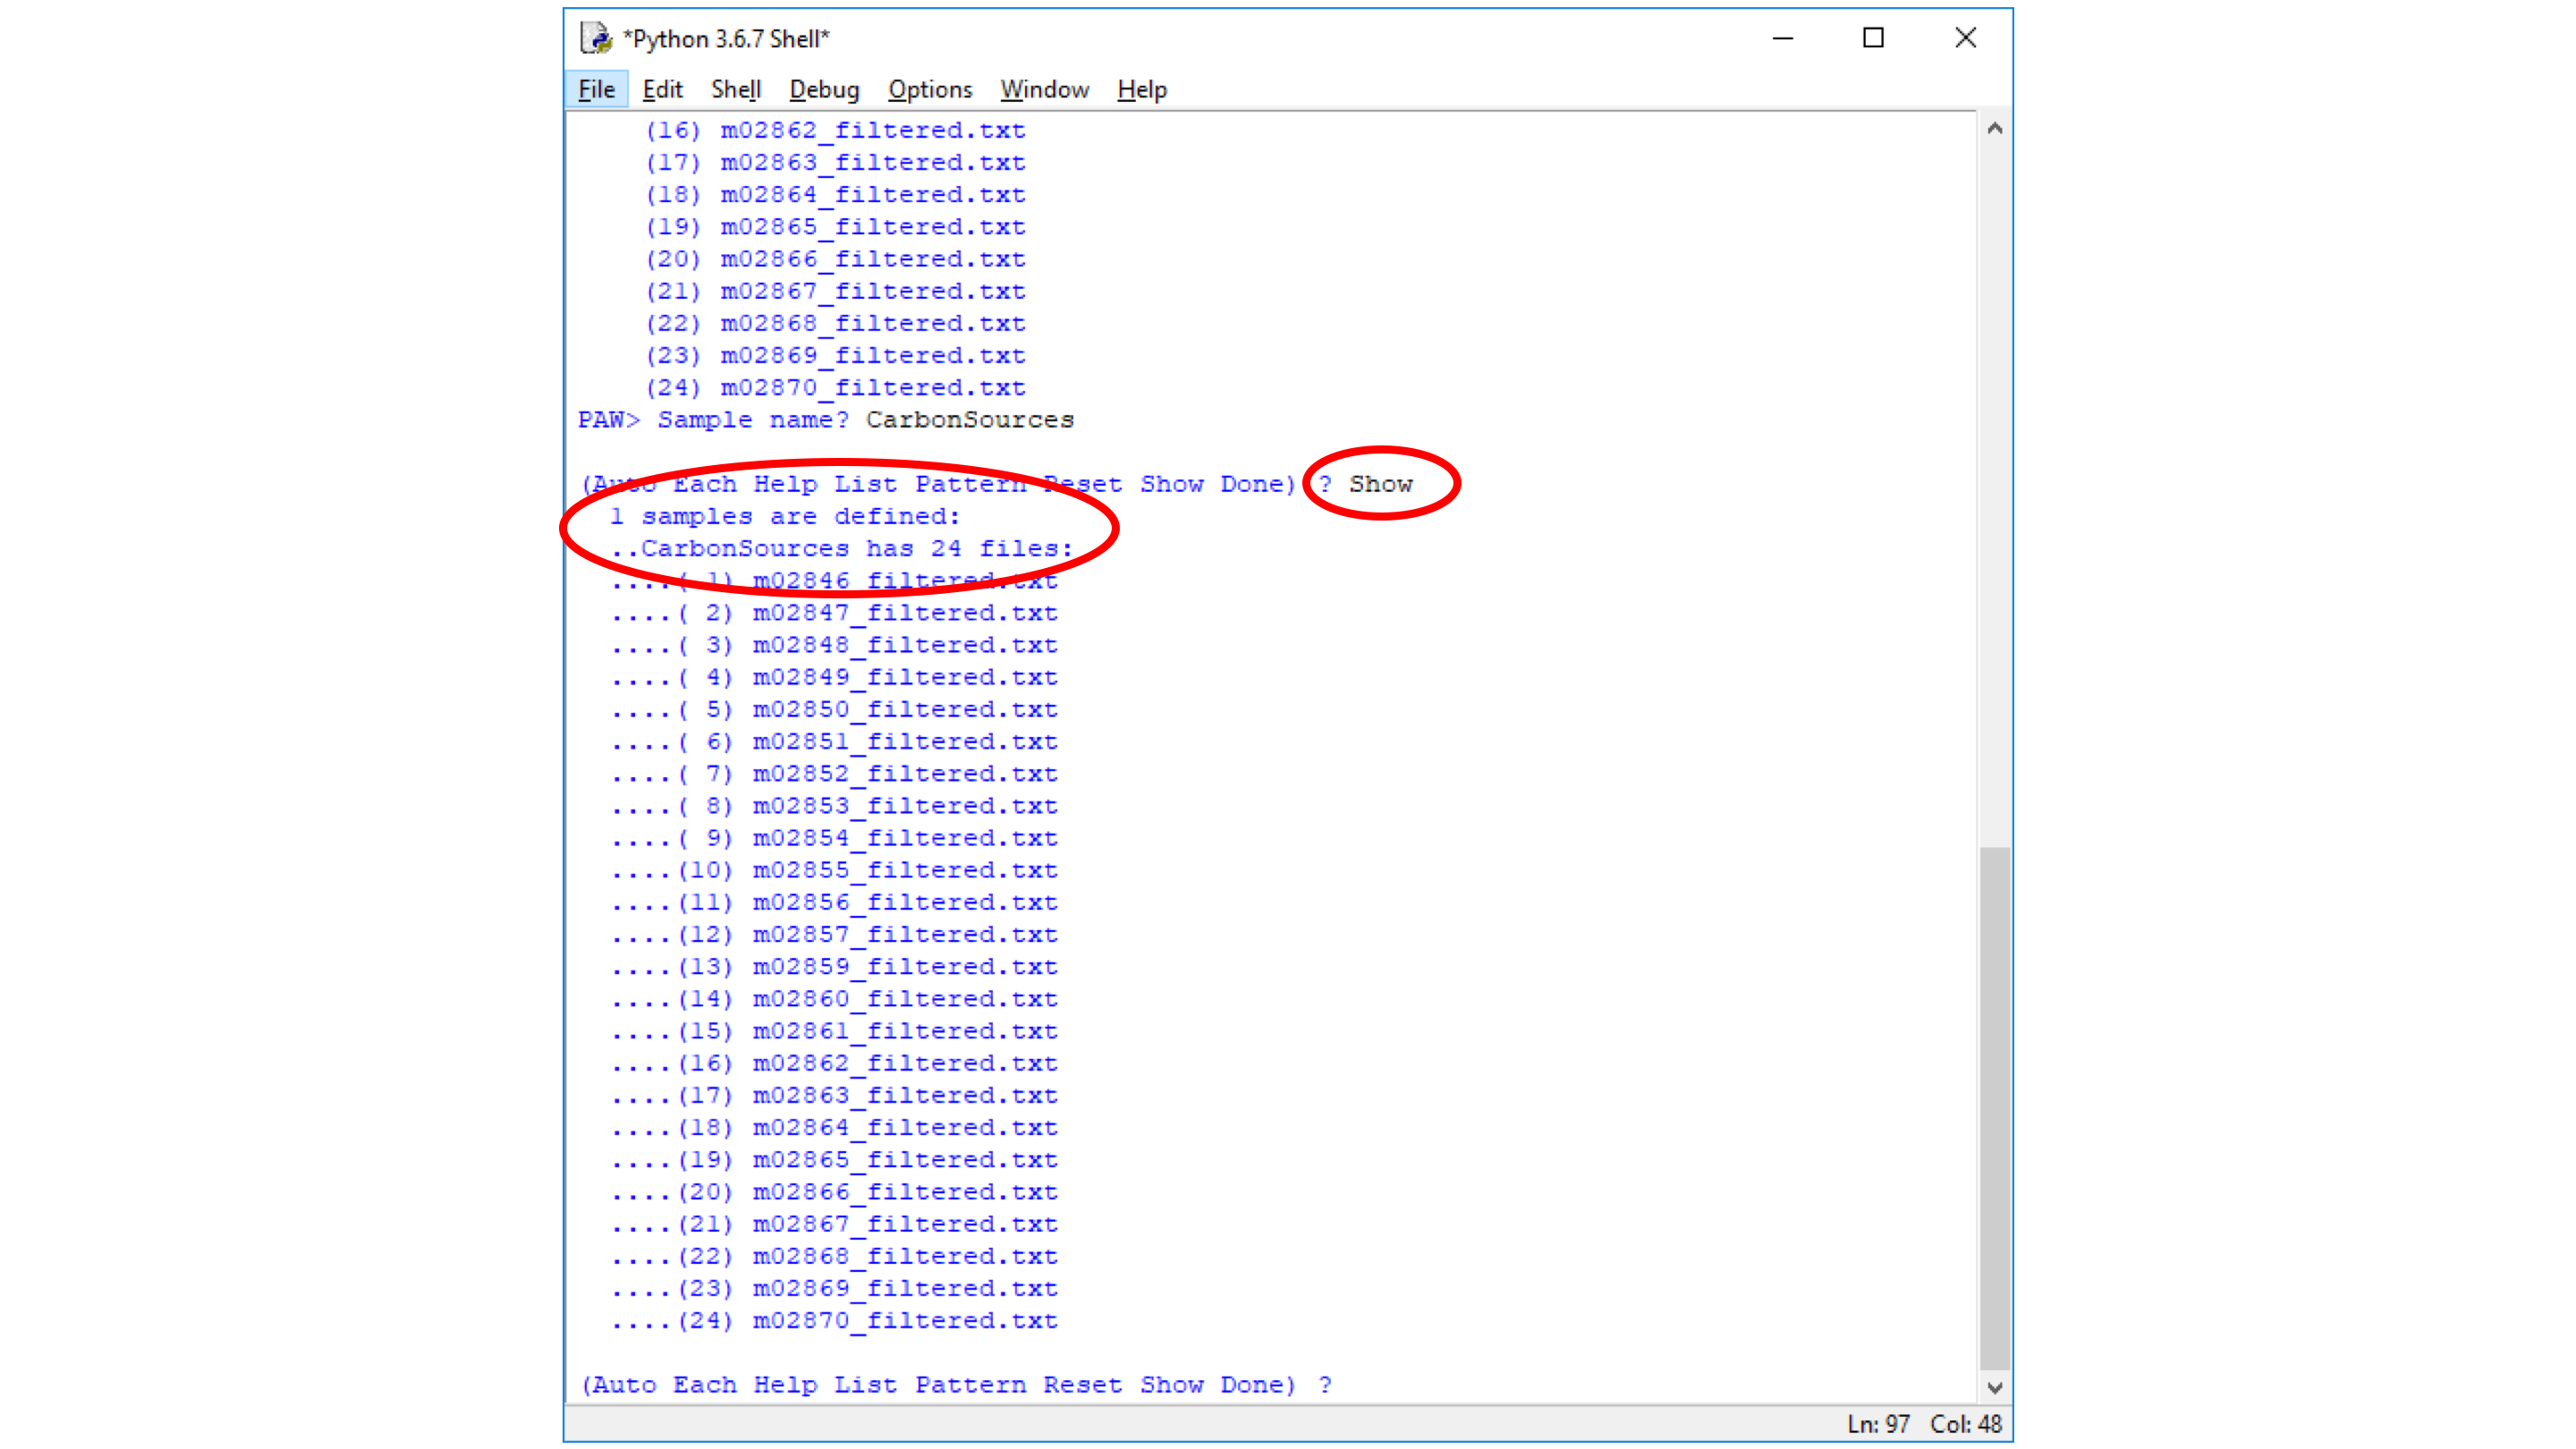 *Python 3.6.7 Shell*
File Edit Shell Debug Options Window Help
(16) m02862_filtered.txt
(17) m02863_filtered.txt
(18) m02864_filtered.txt
(19) m02865_filtered.txt
(20) m02866_filtered.txt
(21) m02867_filtered.txt
(22) m02868_filtered.txt
(23) m02869_filtered.txt
(24) m02870_filtered.txt
PAW> Sample name? CarbonSources
(Auto Each Help List Pattern Reset Show Done) ? Show
1 samples are defined:
..CarbonSources has 24 files:
....( 1) m02846_filtered.txt
....( 2) m02847_filtered.txt
....( 3) m02848_filtered.txt
....( 4) m02849_filtered.txt
....( 5) m02850_filtered.txt
....( 6) m02851_filtered.txt
....( 7) m02852_filtered.txt
....( 8) m02853_filtered.txt
....( 9) m02854_filtered.txt
....(10) m02855_filtered.txt
....(11) m02856_filtered.txt
....(12) m02857_filtered.txt
....(13) m02859_filtered.txt
....(14) m02860_filtered.txt
....(15) m02861_filtered.txt
....(16) m02862_filtered.txt
....(17) m02863_filtered.txt
....(18) m02864_filtered.txt
....(19) m02865_filtered.txt
....(20) m02866_filtered.txt
....(21) m02867_filtered.txt
....(22) m02868_filtered.txt
....(23) m02869_filtered.txt
....(24) m02870_filtered.txt
(Auto Each Help List Pattern Reset Show Done) ?
Ln: 97 Col: 48